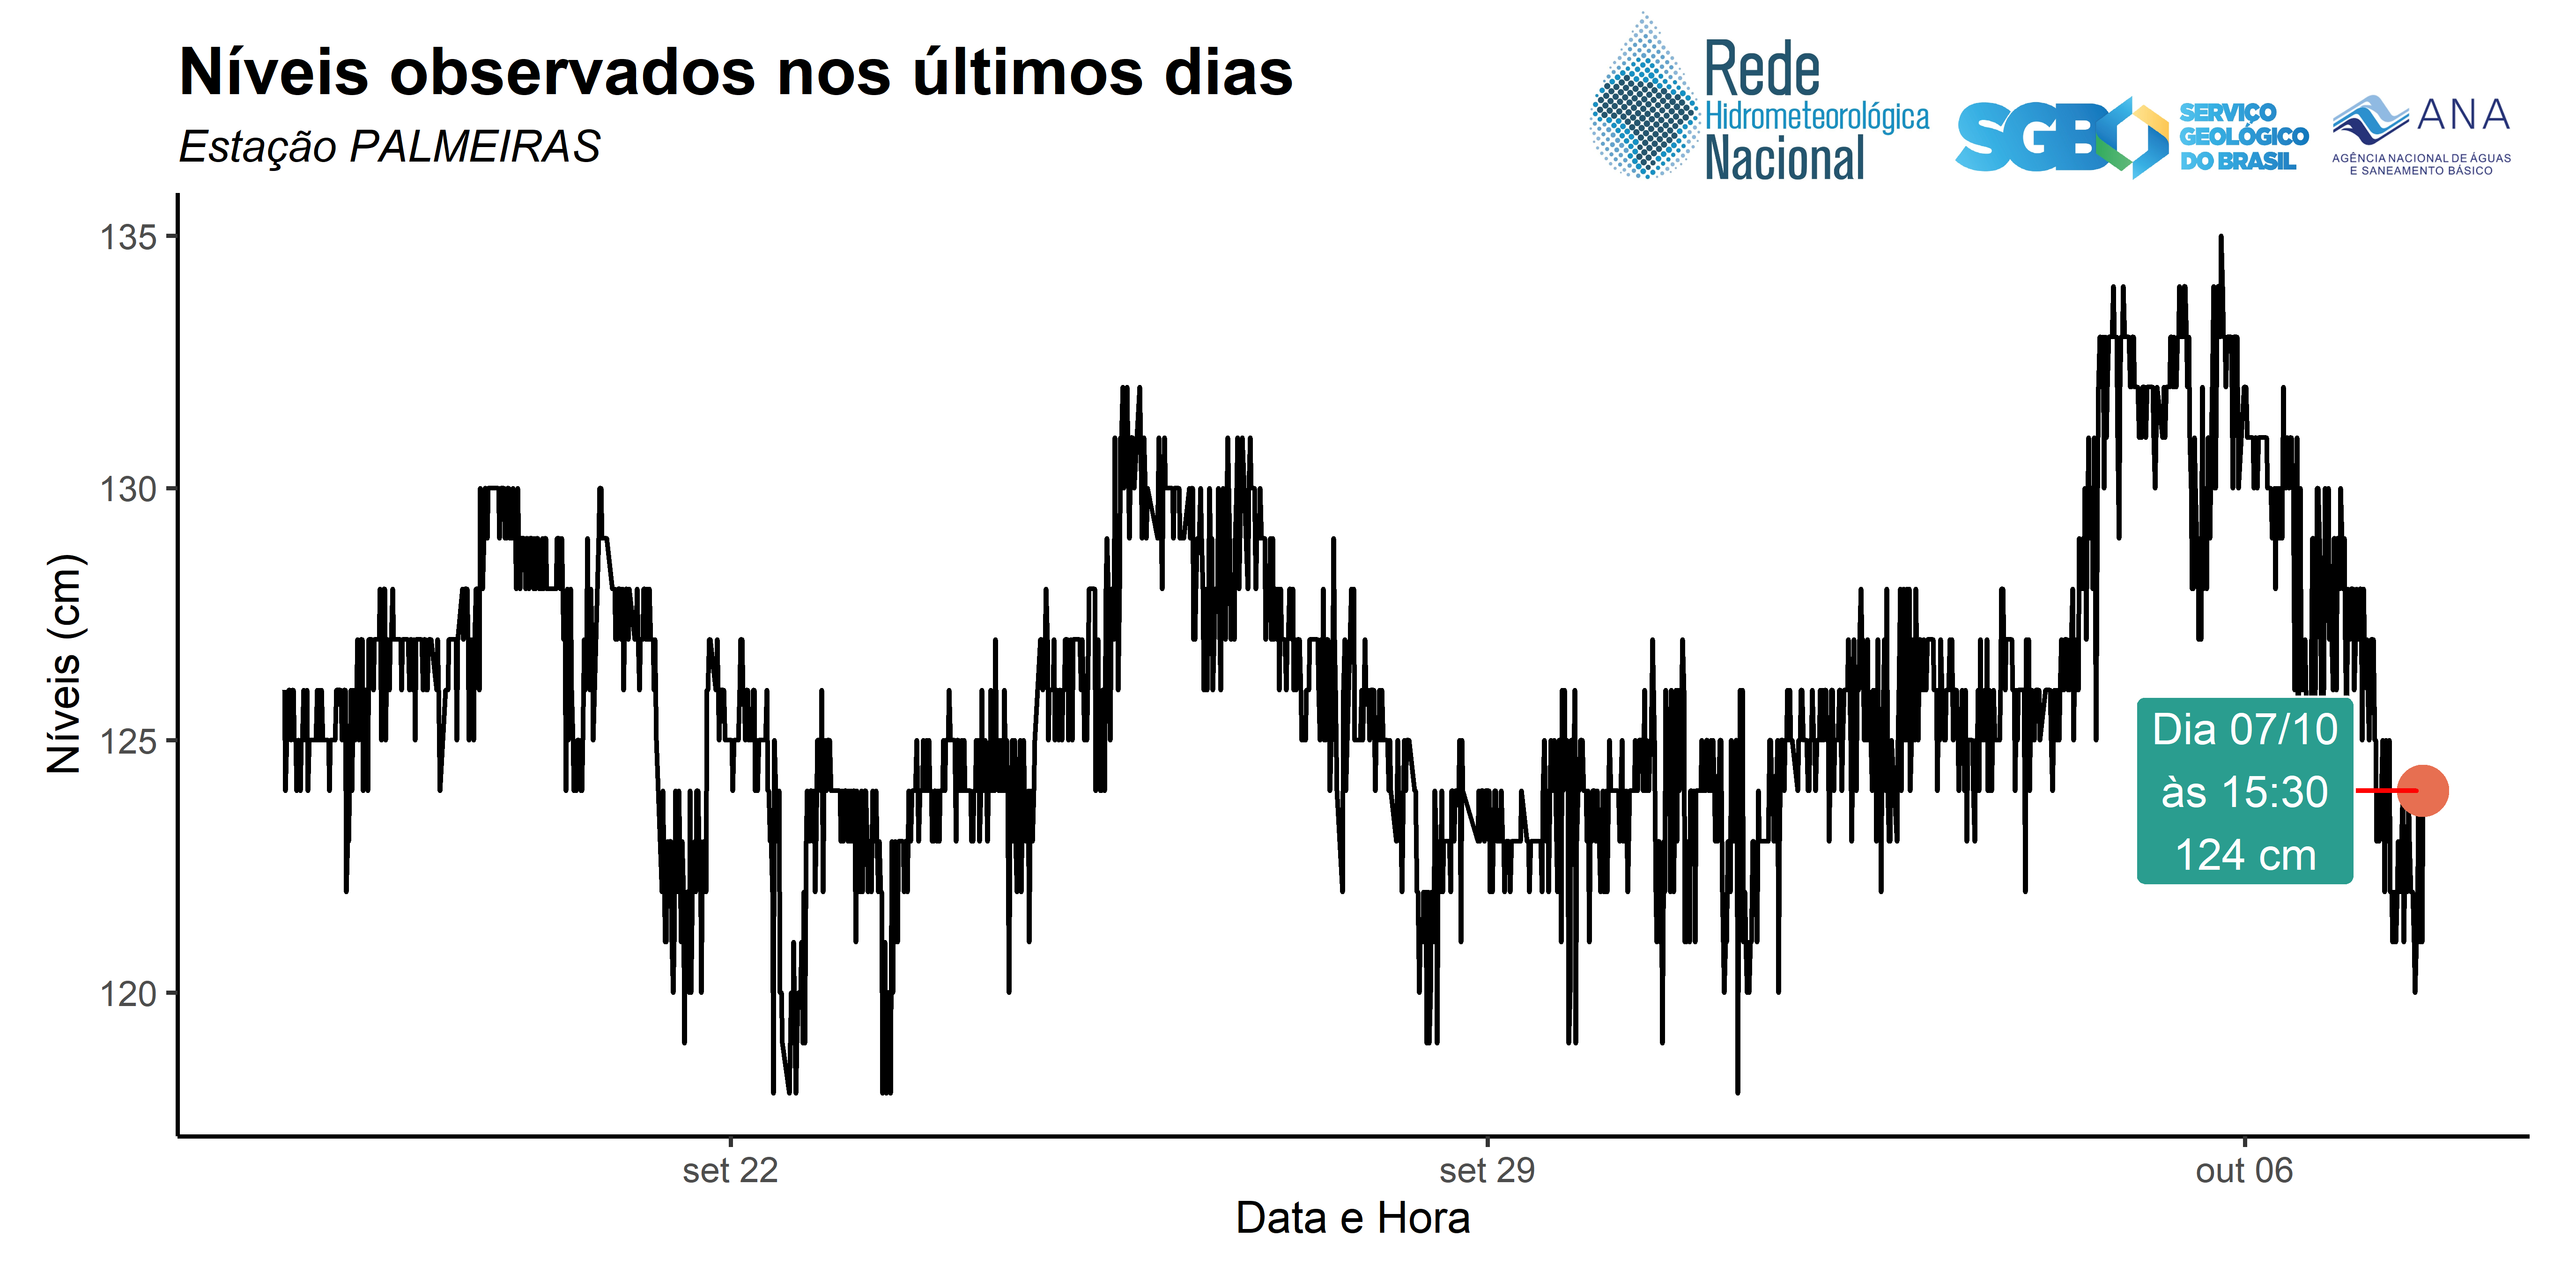 Níveis observados nos últimos dias
Estação PALMEIRAS
Rede
Hidrometeorológica
Nacional
SGB
SERVIÇO
GEOLÓGICO
DO BRASIL
ANA
AGÊNCIA NACIONAL DE ÁGUAS
E SANEAMENTO BÁSICO
135
130
125
120
Níveis (cm)
Dia 07/10
às 15:30
124 cm
set 22
set 29
out 06
Data e Hora